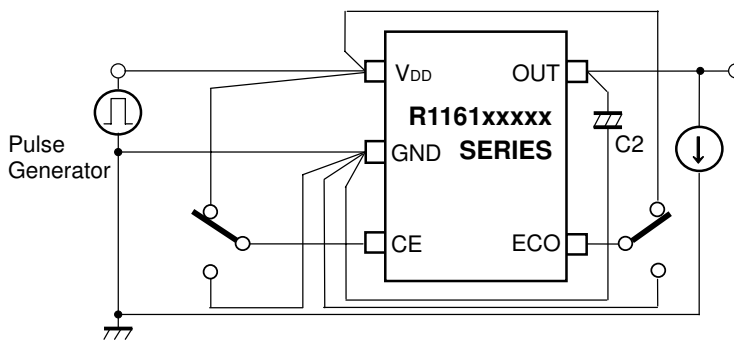 VDD
OUT
R1161xxxxx
SERIES
GND
C2
Pulse
Generator
CE
ECO